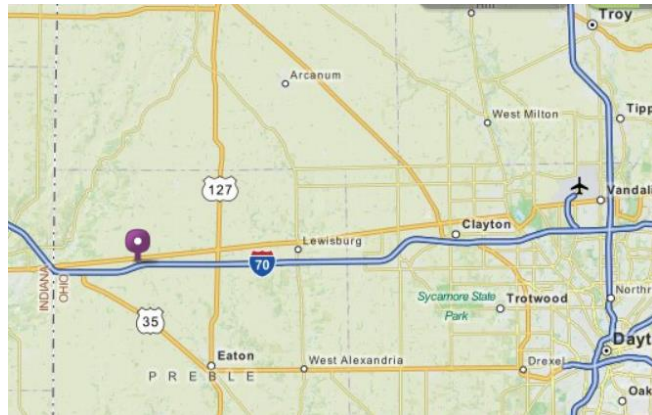 Troy
Arcanum
West Milton
Tipp
127
Vandali
Clayton
Lewisburg
70
INDIANA
OHIO
Sycamore State
Park
Trotwood
Northr
35
Dayt
Eaton
West Alexandria
Drexel
PREBLE
Oak